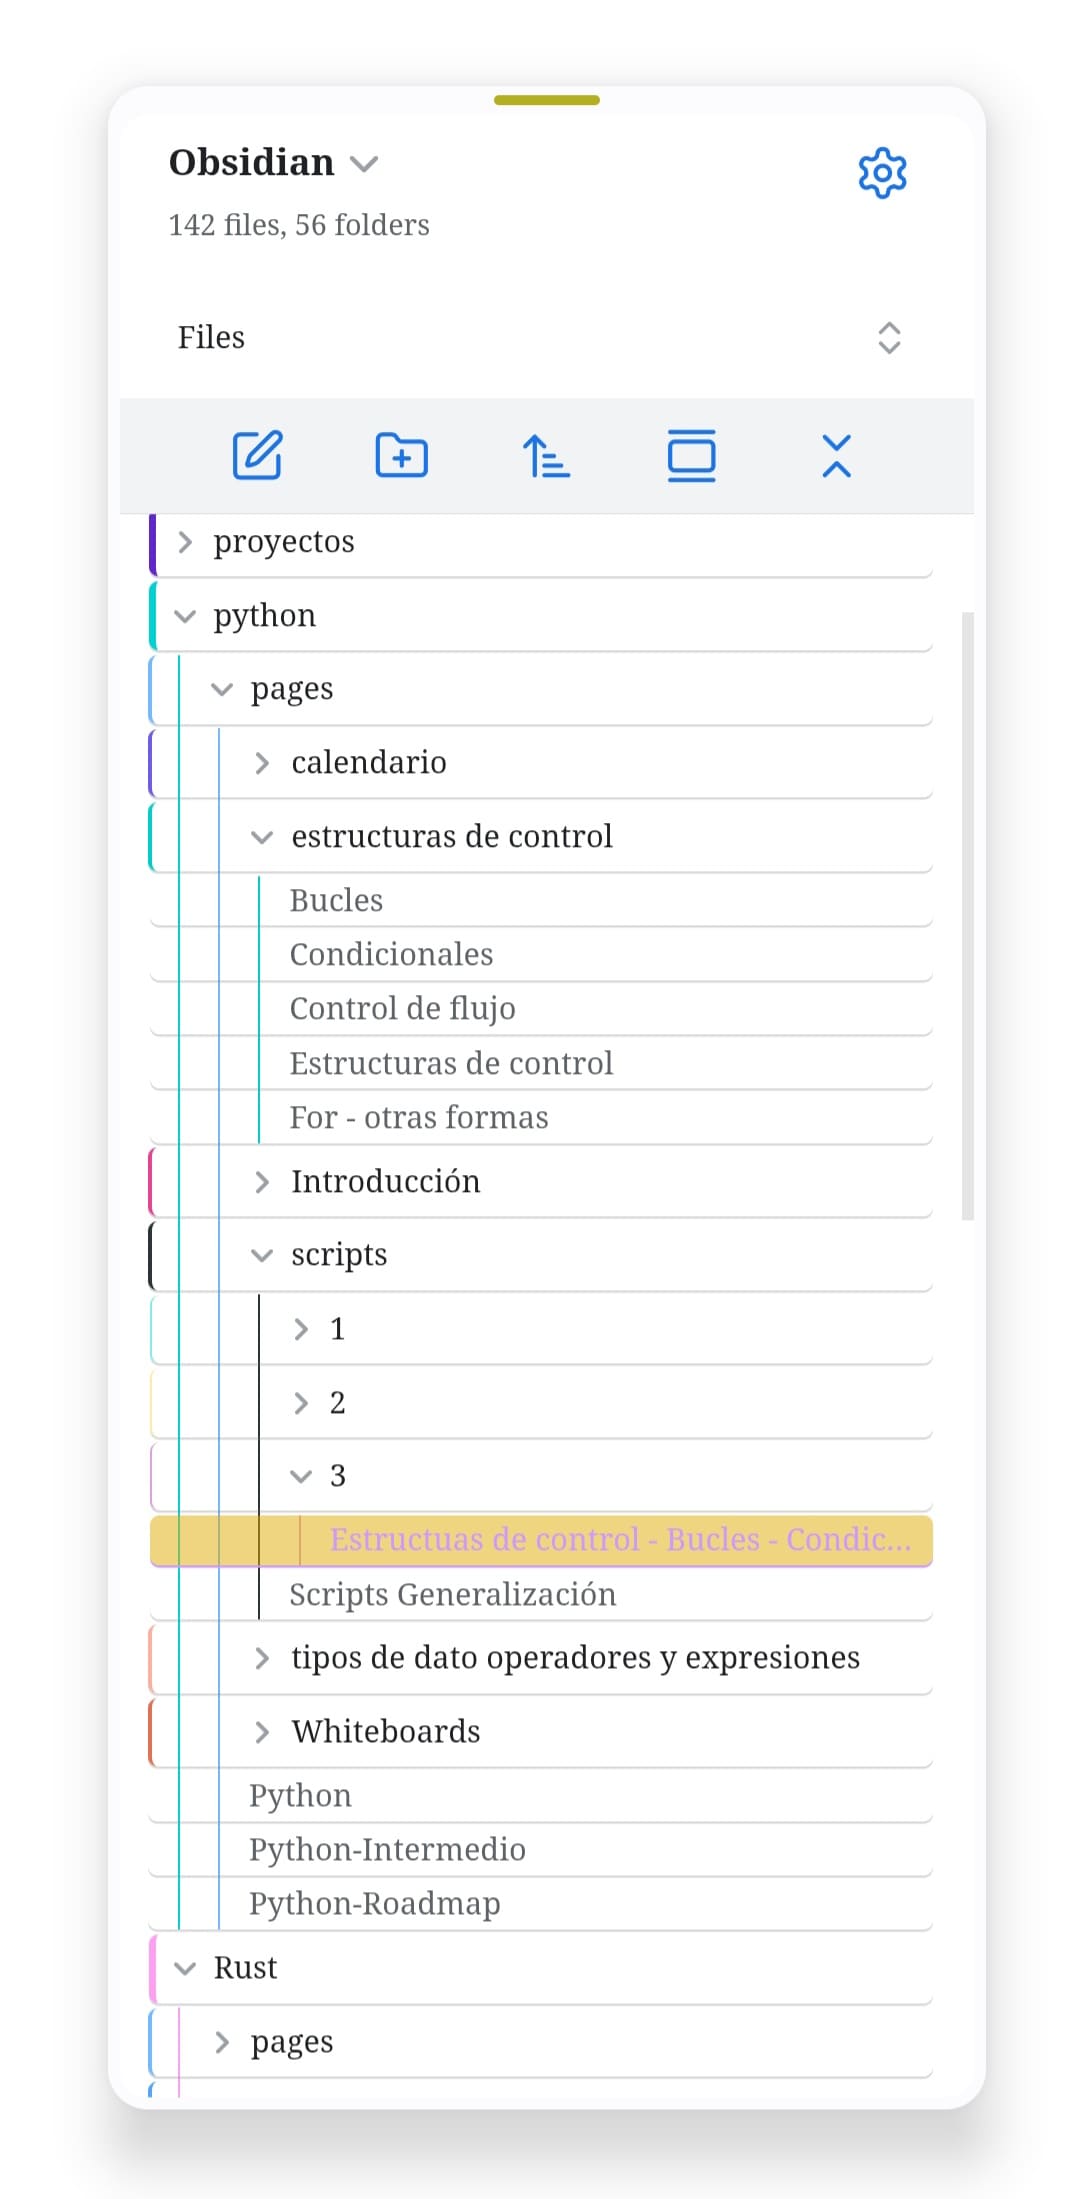 Obsidian
142 files, 56 folders
Files
proyectos
python
pages
calendario
estructuras de control
Bucles
Condicionales
Control de flujo
Estructuras de control
For - otras formas
Introducción
scripts
1
2
3
Estructuas de control - Bucles - Condic...
Scripts Generalización
tipos de dato operadores y expresiones
Whiteboards
Python
Python-Intermedio
Python-Roadmap
Rust
pages